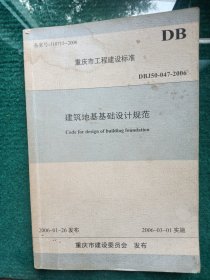 备案号:J10751-2006
DB
重庆市工程建设标准
DBJ50-047-2006
建筑地基基础设计规范
Code for design of building foundation
2006-01-26 发布
2006-03-01 实施
重庆市建设委员会 发布